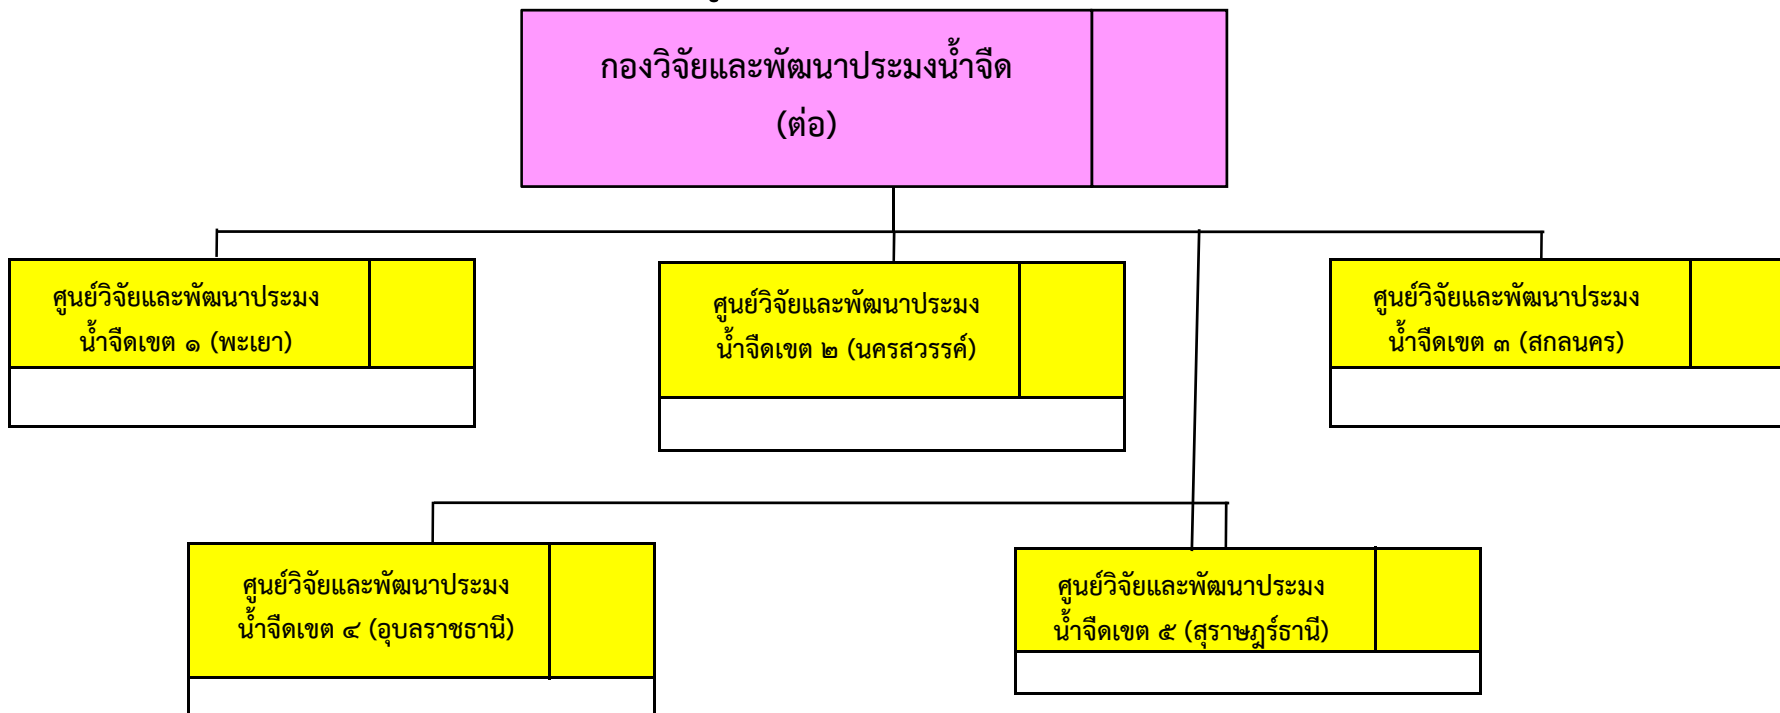 กองวิจัยและพัฒนาประมงน้ำจืด
(ต่อ)
ศูนย์วิจัยและพัฒนาประมง
น้ำจืดเขต ๑ (พะเยา)
ศูนย์วิจัยและพัฒนาประมง
น้ำจืดเขต ๒ (นครสวรรค์)
ศูนย์วิจัยและพัฒนาประมง
น้ำจืดเขต ๓ (สกลนคร)
ศูนย์วิจัยและพัฒนาประมง
น้ำจืดเขต ๔ (อุบลราชธานี)
ศูนย์วิจัยและพัฒนาประมง
น้ำจืดเขต ๕ (สุราษฎร์ธานี)